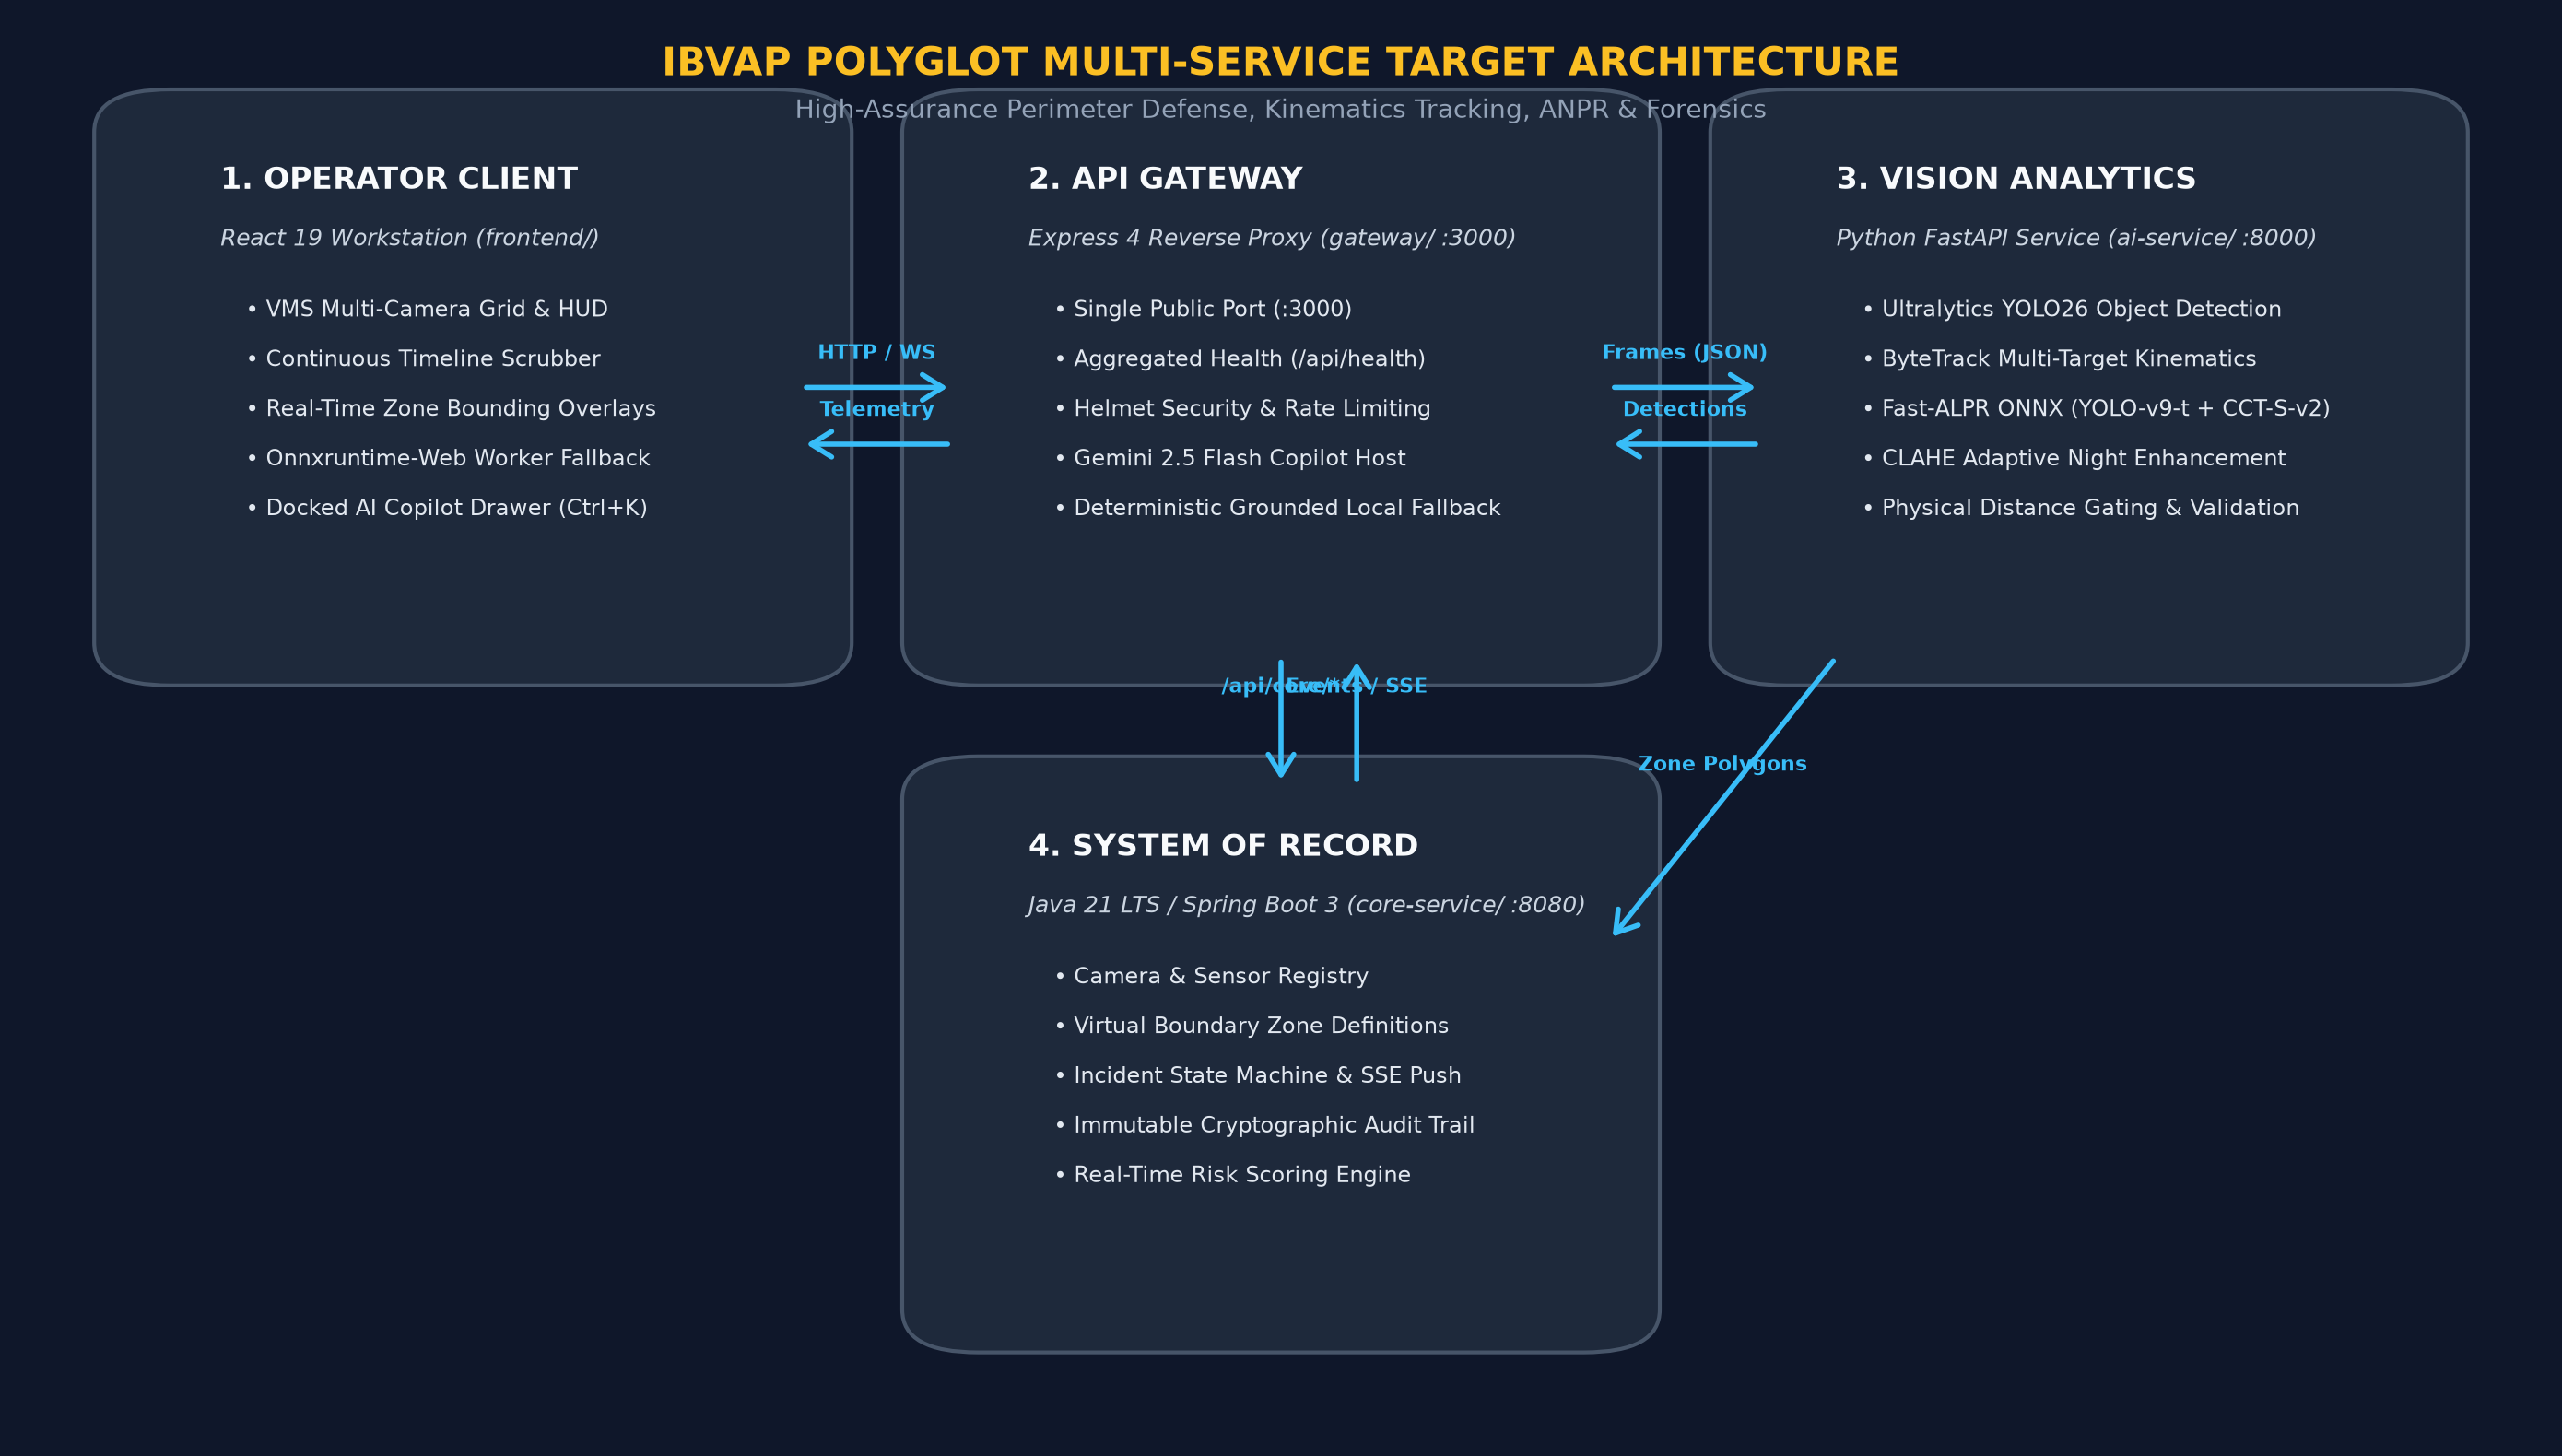 IBVAP POLYGLOT MULTI-SERVICE TARGET ARCHITECTURE
High-Assurance Perimeter Defense, Kinematics Tracking, ANPR & Forensics
1. OPERATOR CLIENT
React 19 Workstation (frontend/)
• VMS Multi-Camera Grid & HUD
• Continuous Timeline Scrubber
• Real-Time Zone Bounding Overlays
• Onnxruntime-Web Worker Fallback
• Docked AI Copilot Drawer (Ctrl+K)
HTTP / WS
Telemetry
2. API GATEWAY
Express 4 Reverse Proxy (gateway/ :3000)
• Single Public Port (:3000)
• Aggregated Health (/api/health)
• Helmet Security & Rate Limiting
• Gemini 2.5 Flash Copilot Host
• Deterministic Grounded Local Fallback
Frames (JSON)
Detections
3. VISION ANALYTICS
Python FastAPI Service (ai-service/ :8000)
• Ultralytics YOLO26 Object Detection
• ByteTrack Multi-Target Kinematics
• Fast-ALPR ONNX (YOLO-v9-t + CCT-S-v2)
• CLAHE Adaptive Night Enhancement
• Physical Distance Gating & Validation
/api/core/*
Events / SSE
Zone Polygons
4. SYSTEM OF RECORD
Java 21 LTS / Spring Boot 3 (core-service/ :8080)
• Camera & Sensor Registry
• Virtual Boundary Zone Definitions
• Incident State Machine & SSE Push
• Immutable Cryptographic Audit Trail
• Real-Time Risk Scoring Engine